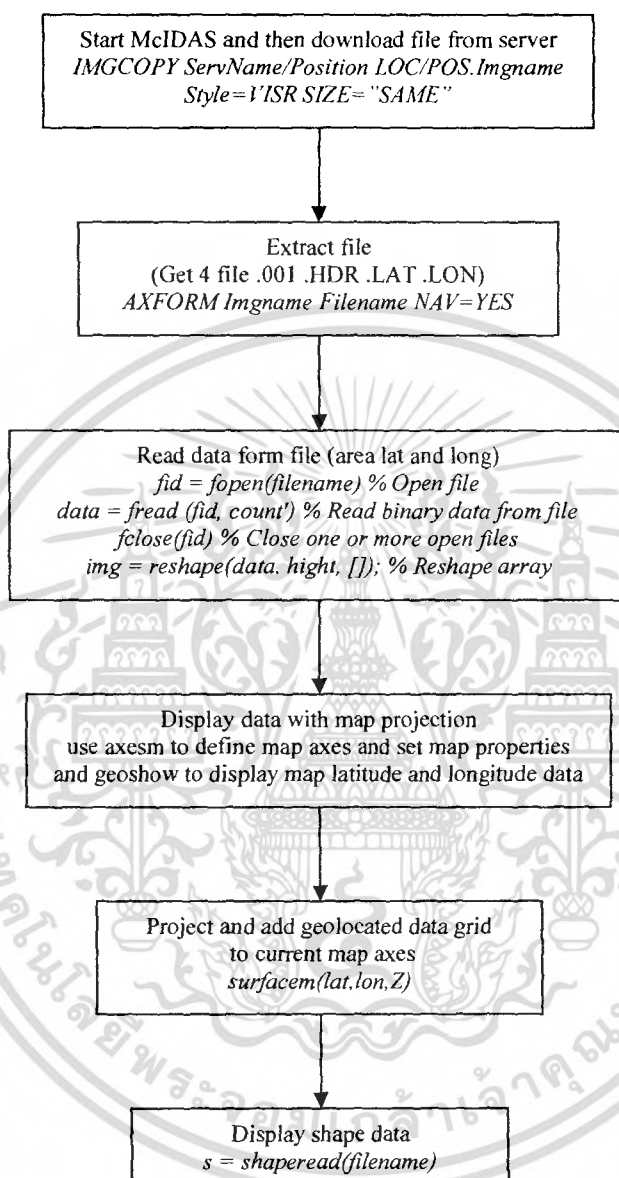 Start McIDAS and then download file from server
IMGCOPY ServName/Position LOC/POS.Imgname
Style=VISR SIZE="SAME"
Extract file
(Get 4 file .001 .HDR .LAT .LON)
AXFORM Imgname Filename NAV=YES
Read data form file (area lat and long)
fid = fopen(filename) % Open file
data = fread (fid, count') % Read binary data from file
fclose(fid) % Close one or more open files
img = reshape(data, hight, []); % Reshape array
Display data with map projection
use axesm to define map axes and set map properties
and geoshow to display map latitude and longitude data
Project and add geolocated data grid
to current map axes
surfacem(lat,lon,Z)
Display shape data
s = shaperead(filename)